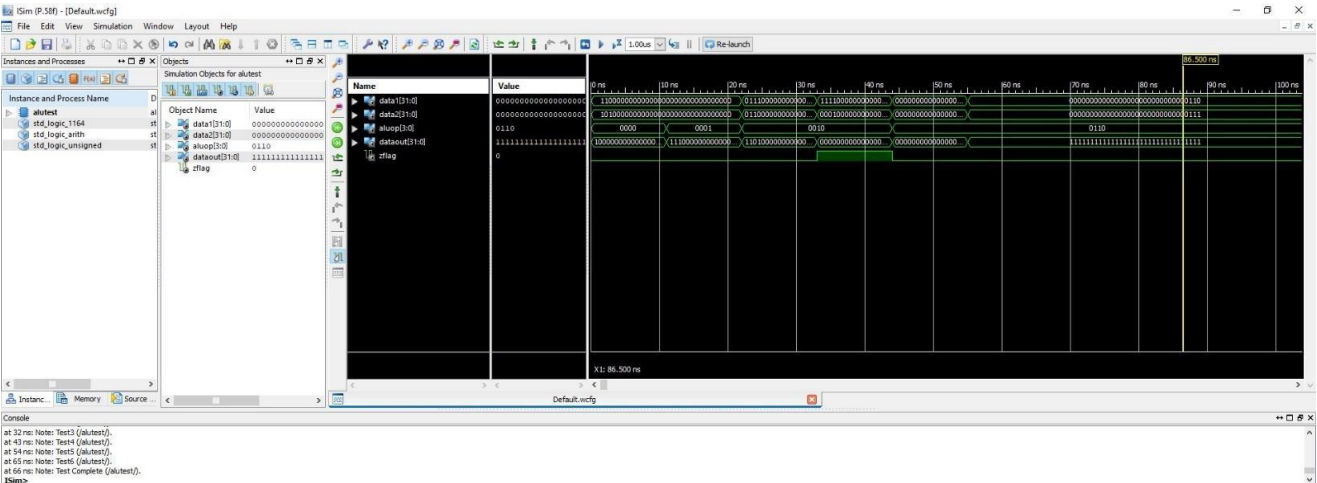 ISim (P.58f) - [Default.wcfg]
File Edit View Simulation Window Layout Help
1.00us Re-launch
Instances and Processes
Instance and Process Name D
alutest al
std_logic_1164 st
std_logic_arith st
std_logic_unsigned st
Instanc... Memory Source ...
Objects
Simulation Objects for alutest
Object Name Value
data1[31:0] 00000000000000
data2[31:0] 00000000000000
aluop[3:0] 0110
dataout[31:0] 11111111111111
zflag 0
Name Value
data1[31:0]
data2[31:0]
aluop[3:0] 0110
dataout[31:0]
zflag 0
86.500 ns
0 ns 10 ns 20 ns 30 ns 40 ns 50 ns 60 ns 70 ns 80 ns 90 ns 100 ns
0000 0001 0010 0110
X1: 86.500 ns
Default.wcfg
Console
at 32 ns: Note: Test3 (/alutest/).
at 43 ns: Note: Test4 (/alutest/).
at 54 ns: Note: Test5 (/alutest/).
at 65 ns: Note: Test6 (/alutest/).
at 66 ns: Note: Test Complete (/alutest/).
ISim>